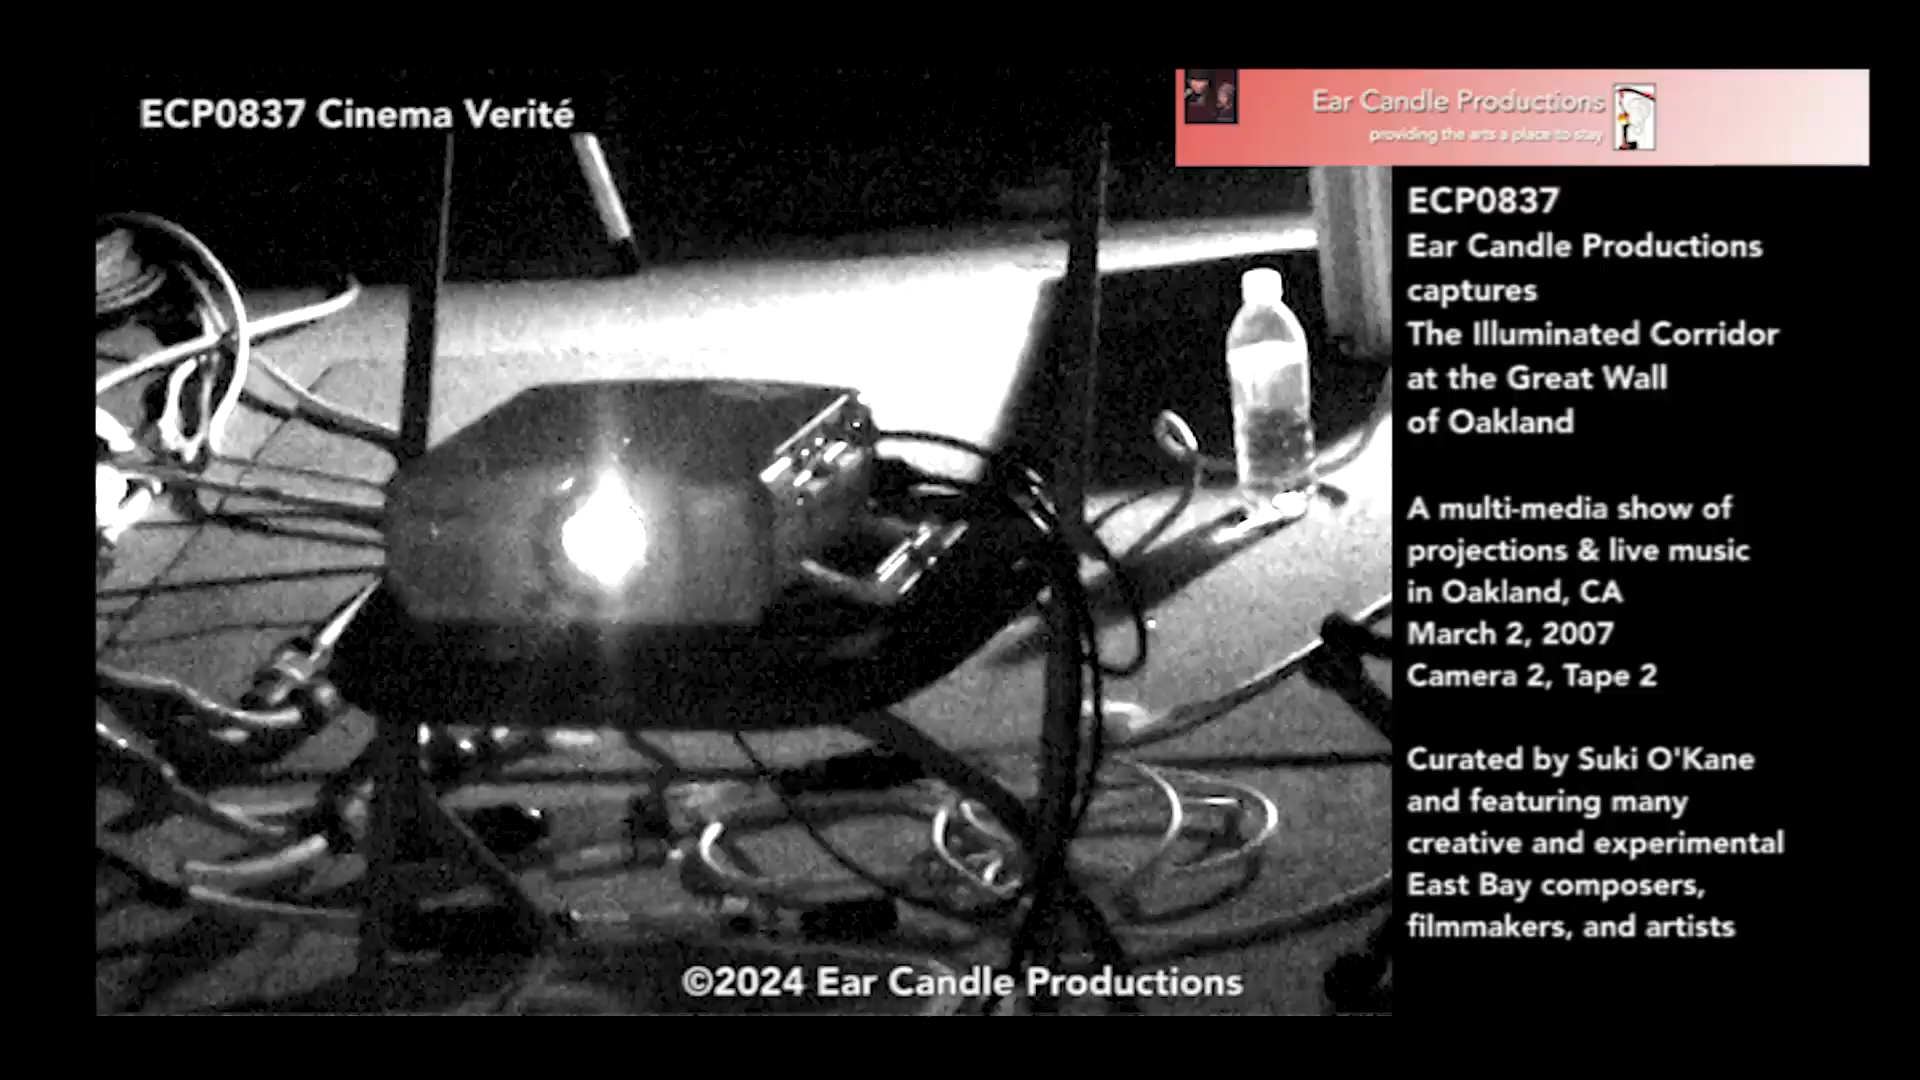 ECP0837 Cinema Verité
Ear Candle Productions
providing the arts a place to stay
ECP0837
Ear Candle Productions
captures
The Illuminated Corridor
at the Great Wall
of Oakland
A multi-media show of
projections & live music
in Oakland, CA
March 2, 2007
Camera 2, Tape 2
Curated by Suki O'Kane
and featuring many
creative and experimental
East Bay composers,
filmmakers, and artists
©2024 Ear Candle Productions